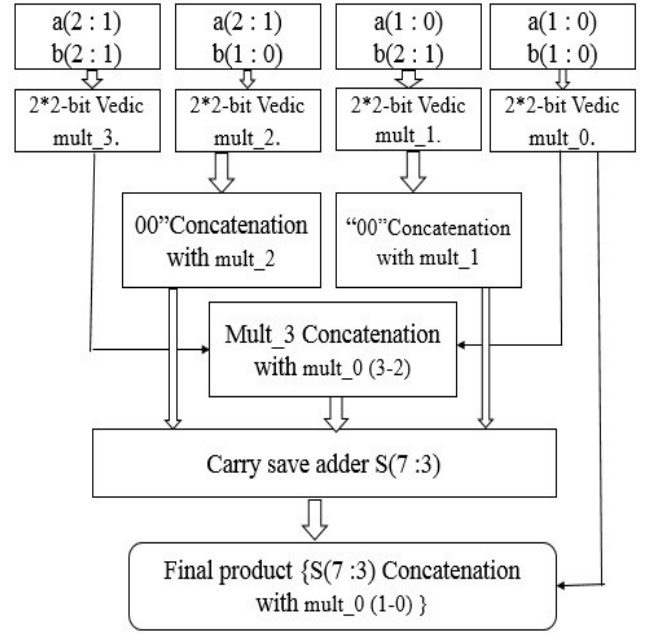 a(2 : 1)
b(2 : 1)
a(2 : 1)
b(1 : 0)
a(1 : 0)
b(2 : 1)
a(1 : 0)
b(1 : 0)
2*2-bit Vedic
mult_3.
2*2-bit Vedic
mult_2.
2*2-bit Vedic
mult_1.
2*2-bit Vedic
mult_0.
00”Concatenation
with mult_2
“00”Concatenation
with mult_1
Mult_3 Concatenation
with mult_0 (3-2)
Carry save adder S(7 :3)
Final product {S(7 :3) Concatenation
with mult_0 (1-0) }